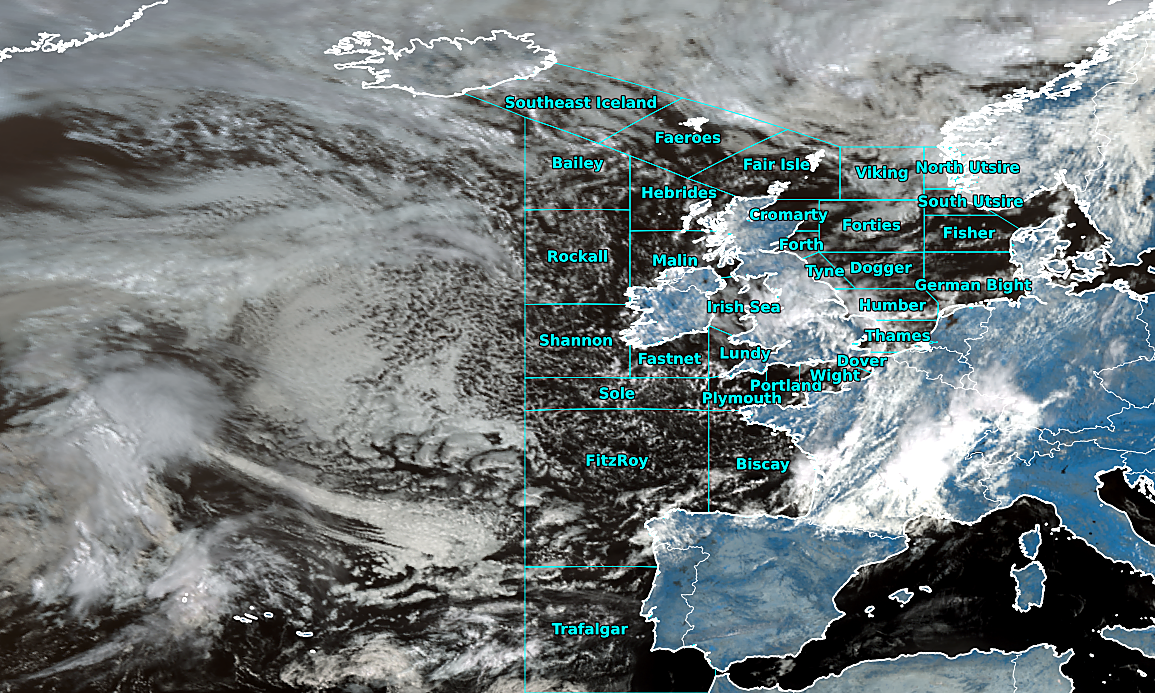 Southeast Iceland
Faeroes
Bailey
Fair Isle
North Utsire
Viking
Hebrides
South Utsire
Cromarty
Forties
Fisher
Forth
Rockall
Malin
Tyne
Dogger
German Bight
Irish Sea
Humber
Thames
Shannon
Fastnet
Lundy
Dover
Wight
Portland
Sole
Plymouth
FitzRoy
Biscay
Trafalgar